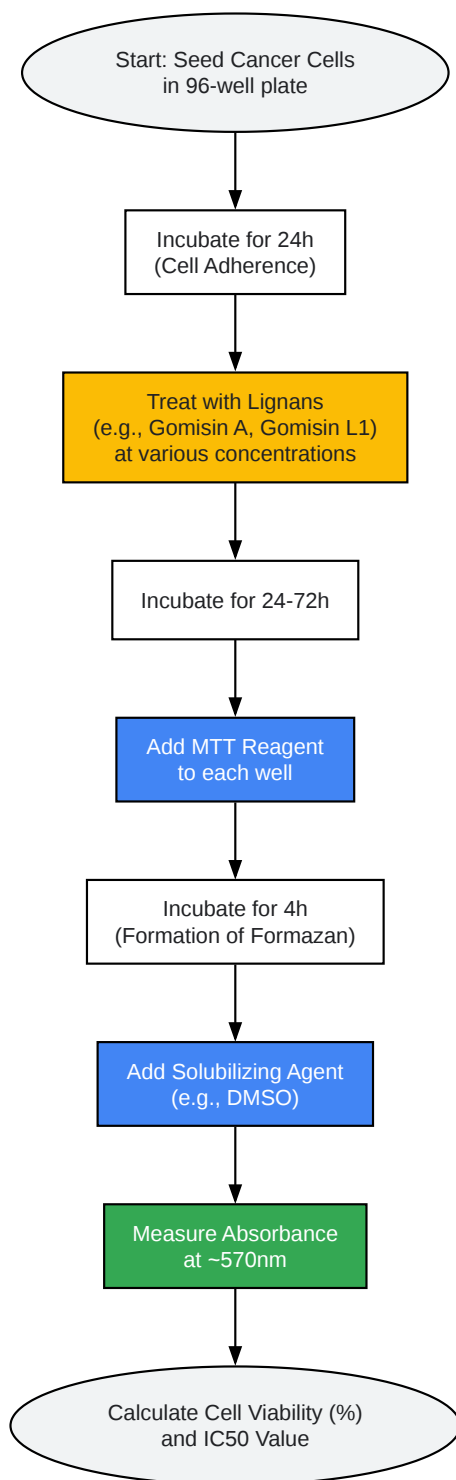 Start: Seed Cancer Cells
in 96-well plate
Incubate for 24h
(Cell Adherence)
Treat with Lignans
(e.g., Gomisin A, Gomisin L1)
at various concentrations
Incubate for 24-72h
Add MTT Reagent
to each well
Incubate for 4h
(Formation of Formazan)
Add Solubilizing Agent
(e.g., DMSO)
Measure Absorbance
at ~570nm
Calculate Cell Viability (%)
and IC50 Value